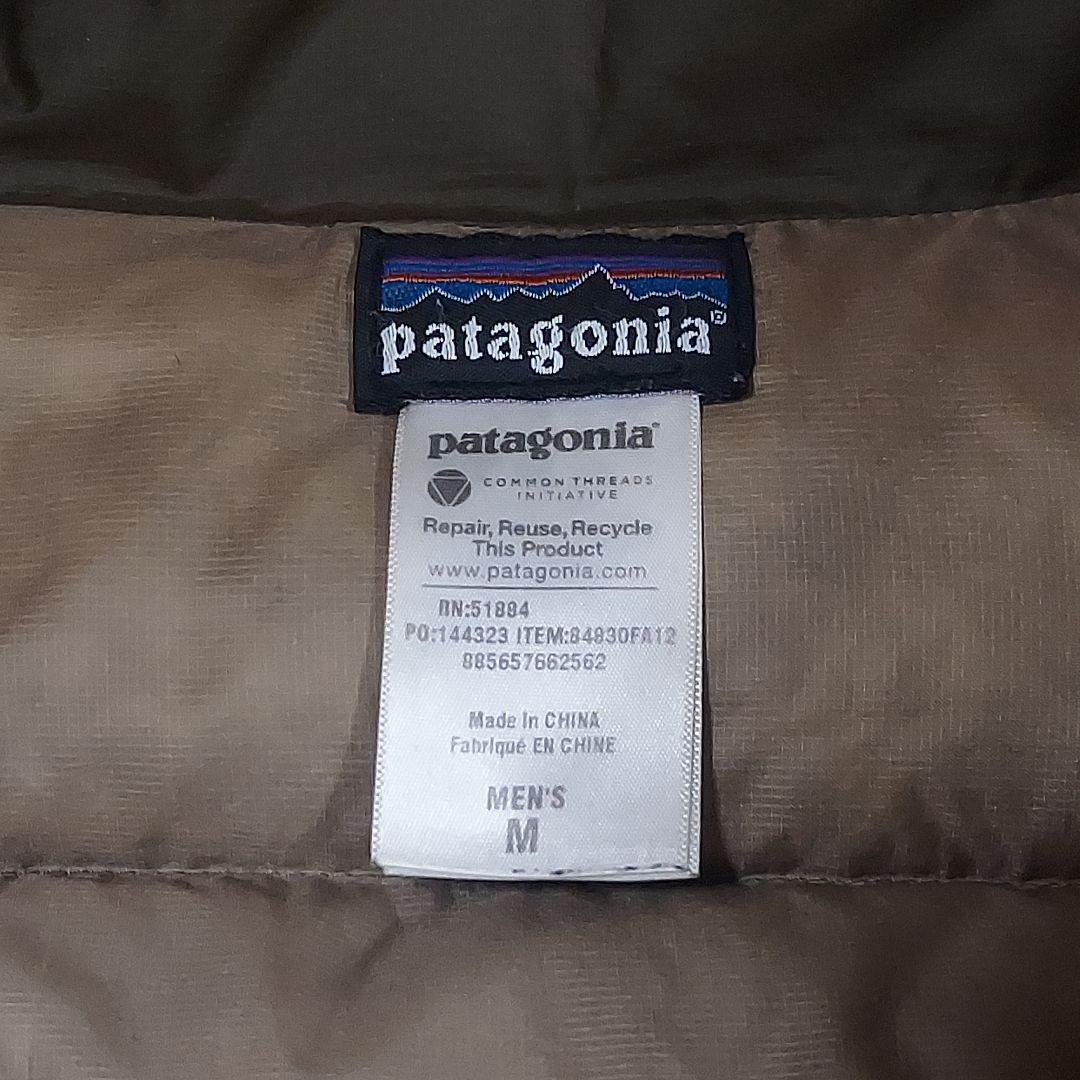 patagonia®
patagonia®
COMMON THREADS
INITIATIVE
Repair, Reuse, Recycle
This Product
www.patagonia.com
RN:51884
PO:144323 ITEM:84830FA12
885657662562
Made in CHINA
Fabriqué EN CHINE
MEN'S
M